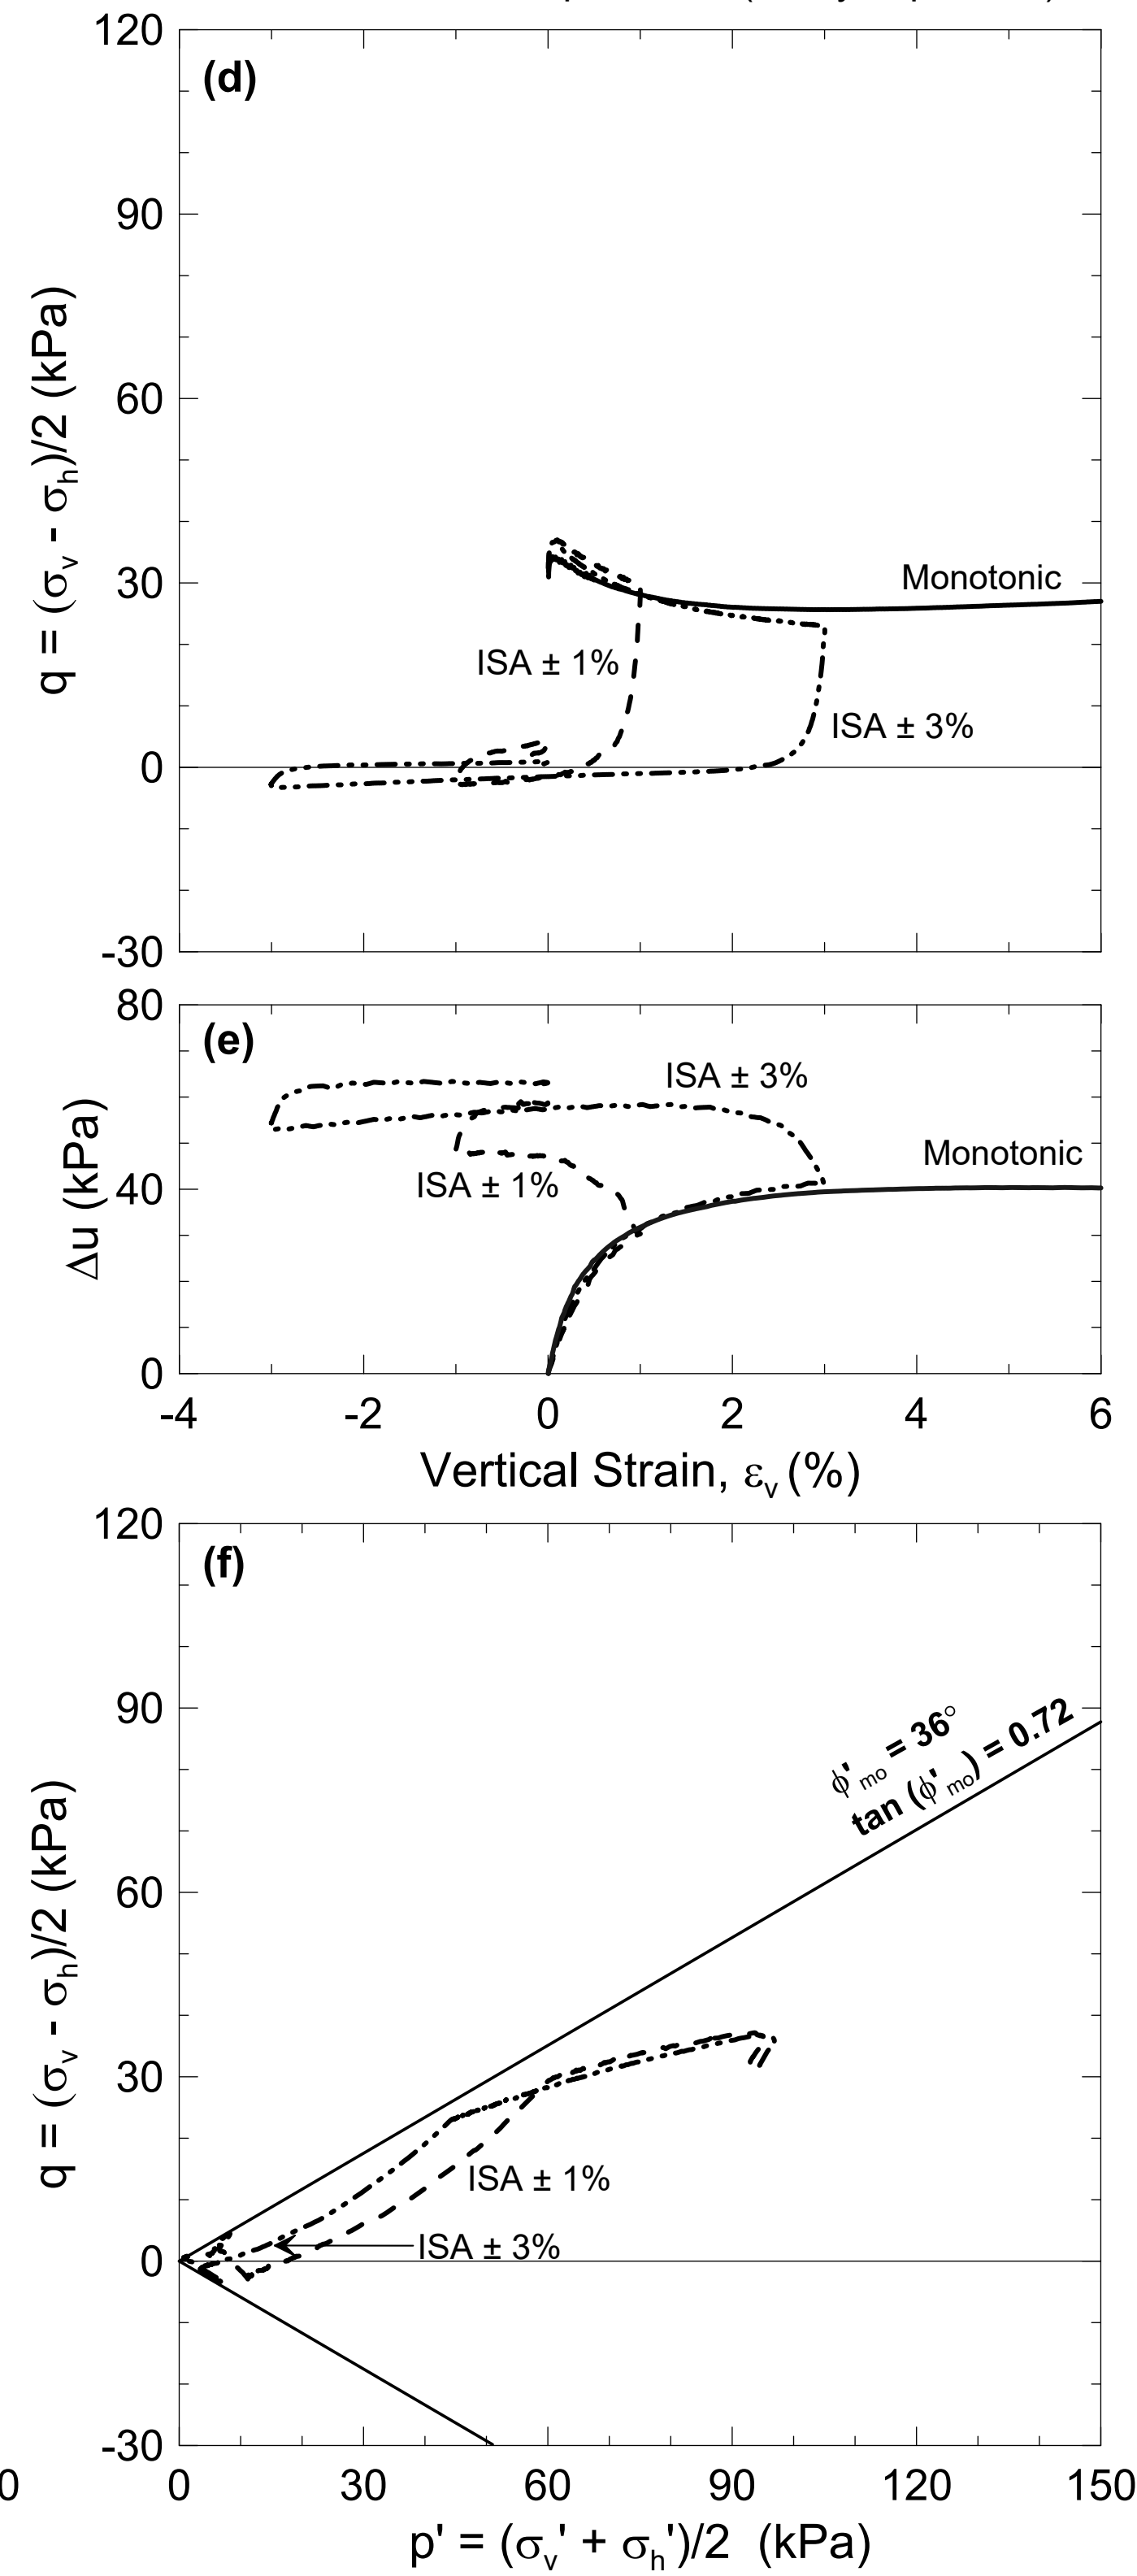 120
(d)
90
60
30
0
-30
q = (σv - σh)/2 (kPa)
Monotonic
ISA ± 1%
ISA ± 3%
80
(e)
40
0
Δu (kPa)
ISA ± 3%
Monotonic
ISA ± 1%
-4 -2 0 2 4 6
Vertical Strain, εv (%)
120
(f)
90
60
30
0
-30
q = (σv - σh)/2 (kPa)
ϕ'mo = 36°
tan (ϕ'mo) = 0.72
ISA ± 1%
ISA ± 3%
0 0 30 60 90 120 150
p' = (σv' + σh')/2 (kPa)